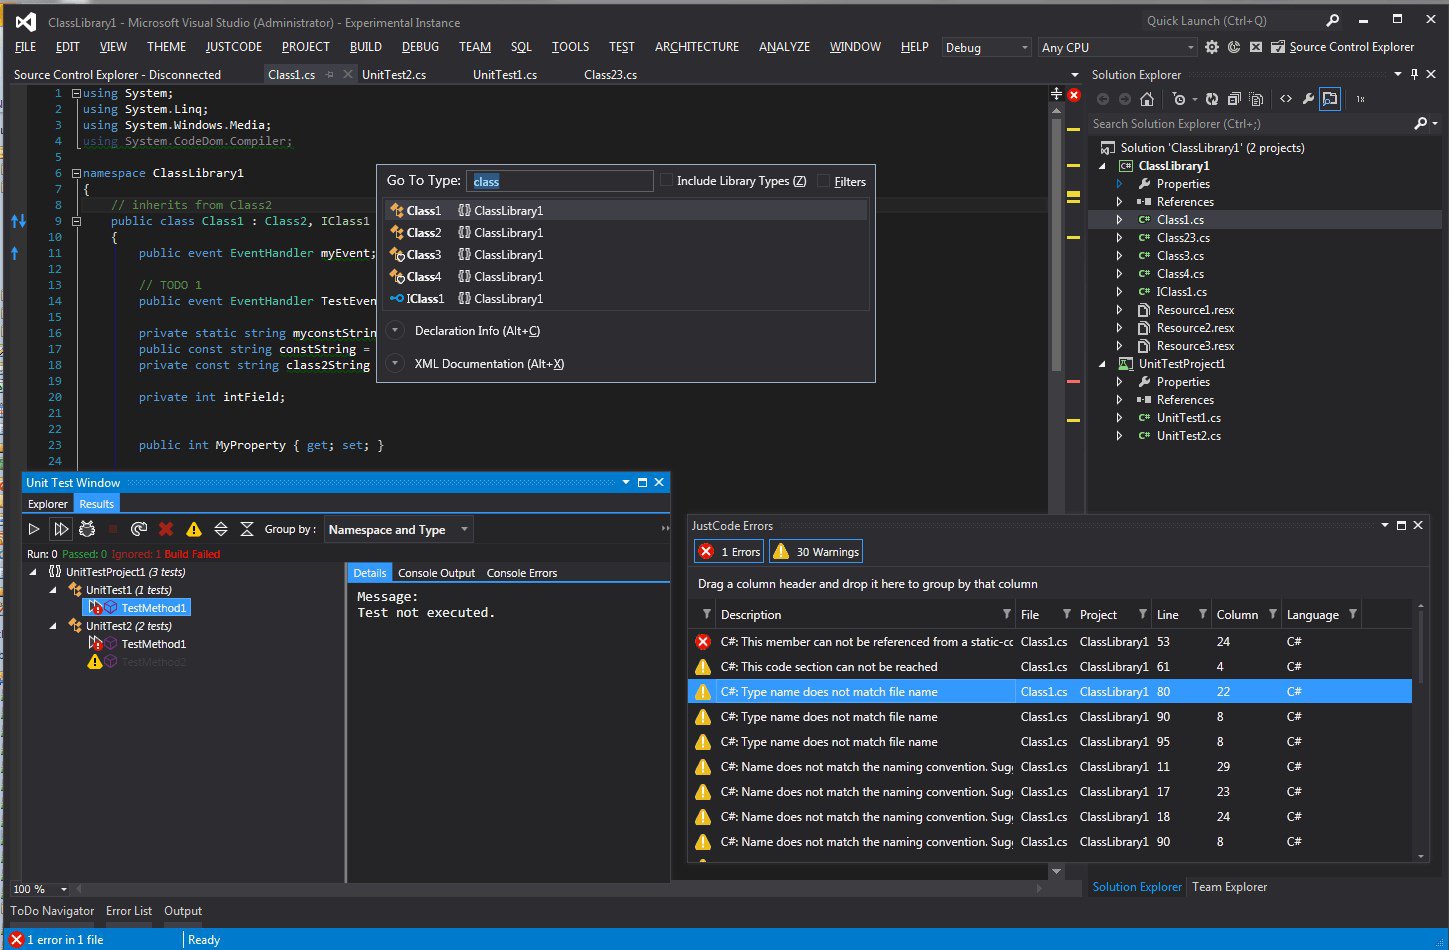 ClassLibrary1 - Microsoft Visual Studio (Administrator) - Experimental Instance
Quick Launch (Ctrl+Q)
FILE EDIT VIEW THEME JUSTCODE PROJECT BUILD DEBUG TEAM SQL TOOLS TEST ARCHITECTURE ANALYZE WINDOW HELP Debug Any CPU Source Control Explorer
Source Control Explorer - Disconnected Class1.cs UnitTest2.cs UnitTest1.cs Class23.cs
1 using System;
2 using System.Linq;
3 using System.Windows.Media;
4 using System.CodeDom.Compiler;
5
6 namespace ClassLibrary1
7 {
8 // inherits from Class2
9 public class Class1 : Class2, IClass1
10 {
11 public event EventHandler myEvent;
12
13 // TODO 1
14 public event EventHandler TestEven
15
16 private static string myconstStrin
17 public const string constString =
18 private const string class2String
19
20 private int intField;
21
22
23 public int MyProperty { get; set; }
24
Go To Type: class Include Library Types (Z) Filters
Class1 {} ClassLibrary1
Class2 {} ClassLibrary1
Class3 {} ClassLibrary1
Class4 {} ClassLibrary1
IClass1 {} ClassLibrary1
Declaration Info (Alt+C)
XML Documentation (Alt+X)
Solution Explorer
Search Solution Explorer (Ctrl+;)
Solution 'ClassLibrary1' (2 projects)
C# ClassLibrary1
Properties
References
C# Class1.cs
C# Class23.cs
C# Class3.cs
C# Class4.cs
C# IClass1.cs
Resource1.resx
Resource2.resx
Resource3.resx
UnitTestProject1
Properties
References
C# UnitTest1.cs
C# UnitTest2.cs
Unit Test Window
Explorer Results
Group by : Namespace and Type
Run: 0 Passed: 0 Ignored: 1 Build Failed
{} UnitTestProject1 (3 tests)
UnitTest1 (1 tests)
TestMethod1
UnitTest2 (2 tests)
TestMethod1
TestMethod2
Details Console Output Console Errors
Message:
Test not executed.
JustCode Errors
1 Errors 30 Warnings
Drag a column header and drop it here to group by that column
Description File Project Line Column Language
C#: This member can not be referenced from a static-cc Class1.cs ClassLibrary1 53 24 C#
C#: This code section can not be reached Class1.cs ClassLibrary1 61 4 C#
C#: Type name does not match file name Class1.cs ClassLibrary1 80 22 C#
C#: Type name does not match file name Class1.cs ClassLibrary1 90 8 C#
C#: Type name does not match file name Class1.cs ClassLibrary1 95 8 C#
C#: Name does not match the naming convention. Sugg Class1.cs ClassLibrary1 11 29 C#
C#: Name does not match the naming convention. Sugg Class1.cs ClassLibrary1 17 23 C#
C#: Name does not match the naming convention. Sugg Class1.cs ClassLibrary1 18 24 C#
C#: Name does not match the naming convention. Sugg Class1.cs ClassLibrary1 90 8 C#
100 %
Solution Explorer Team Explorer
ToDo Navigator Error List Output
1 error in 1 file Ready